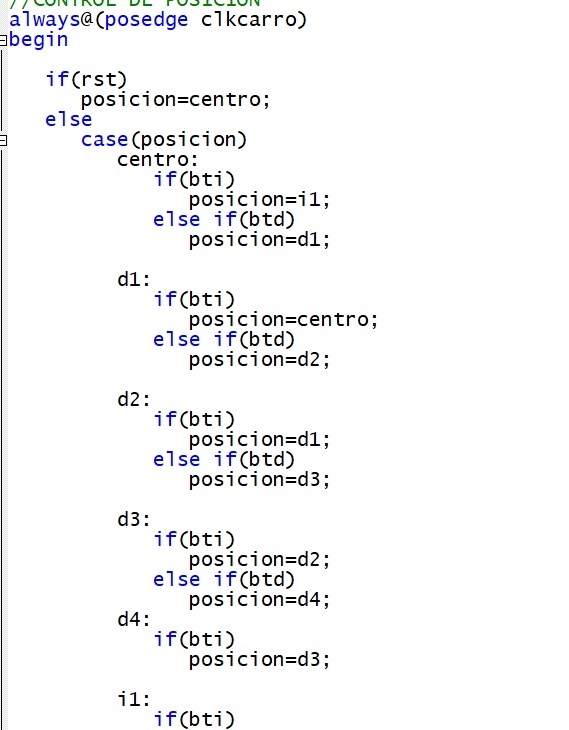 //CONTROL DE POSICION
always@(posedge clkcarro)
begin
if(rst)
posicion=centro;
else
case(posicion)
centro:
if(bti)
posicion=i1;
else if(btd)
posicion=d1;
d1:
if(bti)
posicion=centro;
else if(btd)
posicion=d2;
d2:
if(bti)
posicion=d1;
else if(btd)
posicion=d3;
d3:
if(bti)
posicion=d2;
else if(btd)
posicion=d4;
d4:
if(bti)
posicion=d3;
i1:
if(bti)